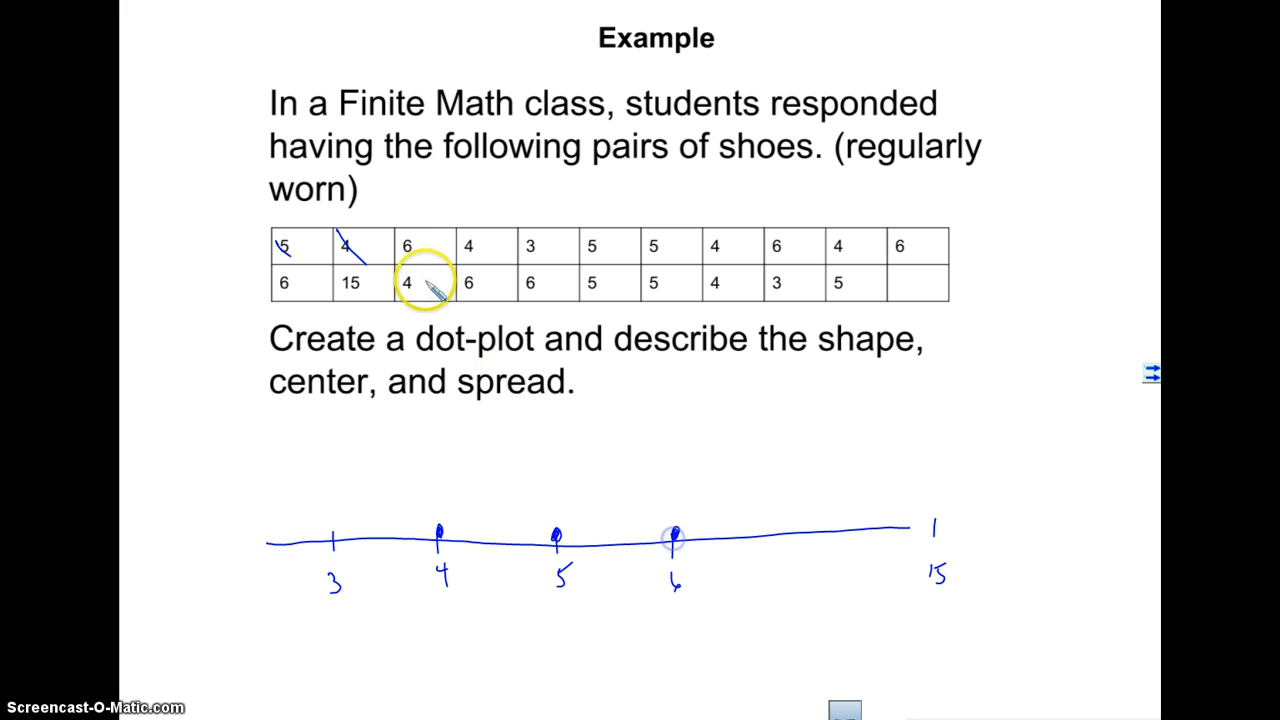 Example
In a Finite Math class, students responded
having the following pairs of shoes. (regularly
worn)
5 4 6 4 3 5 5 4 6 4 6
6 15 4 6 6 5 5 4 3 5
Create a dot-plot and describe the shape,
center, and spread.
3 4 5 6 15
Screencast-O-Matic.com